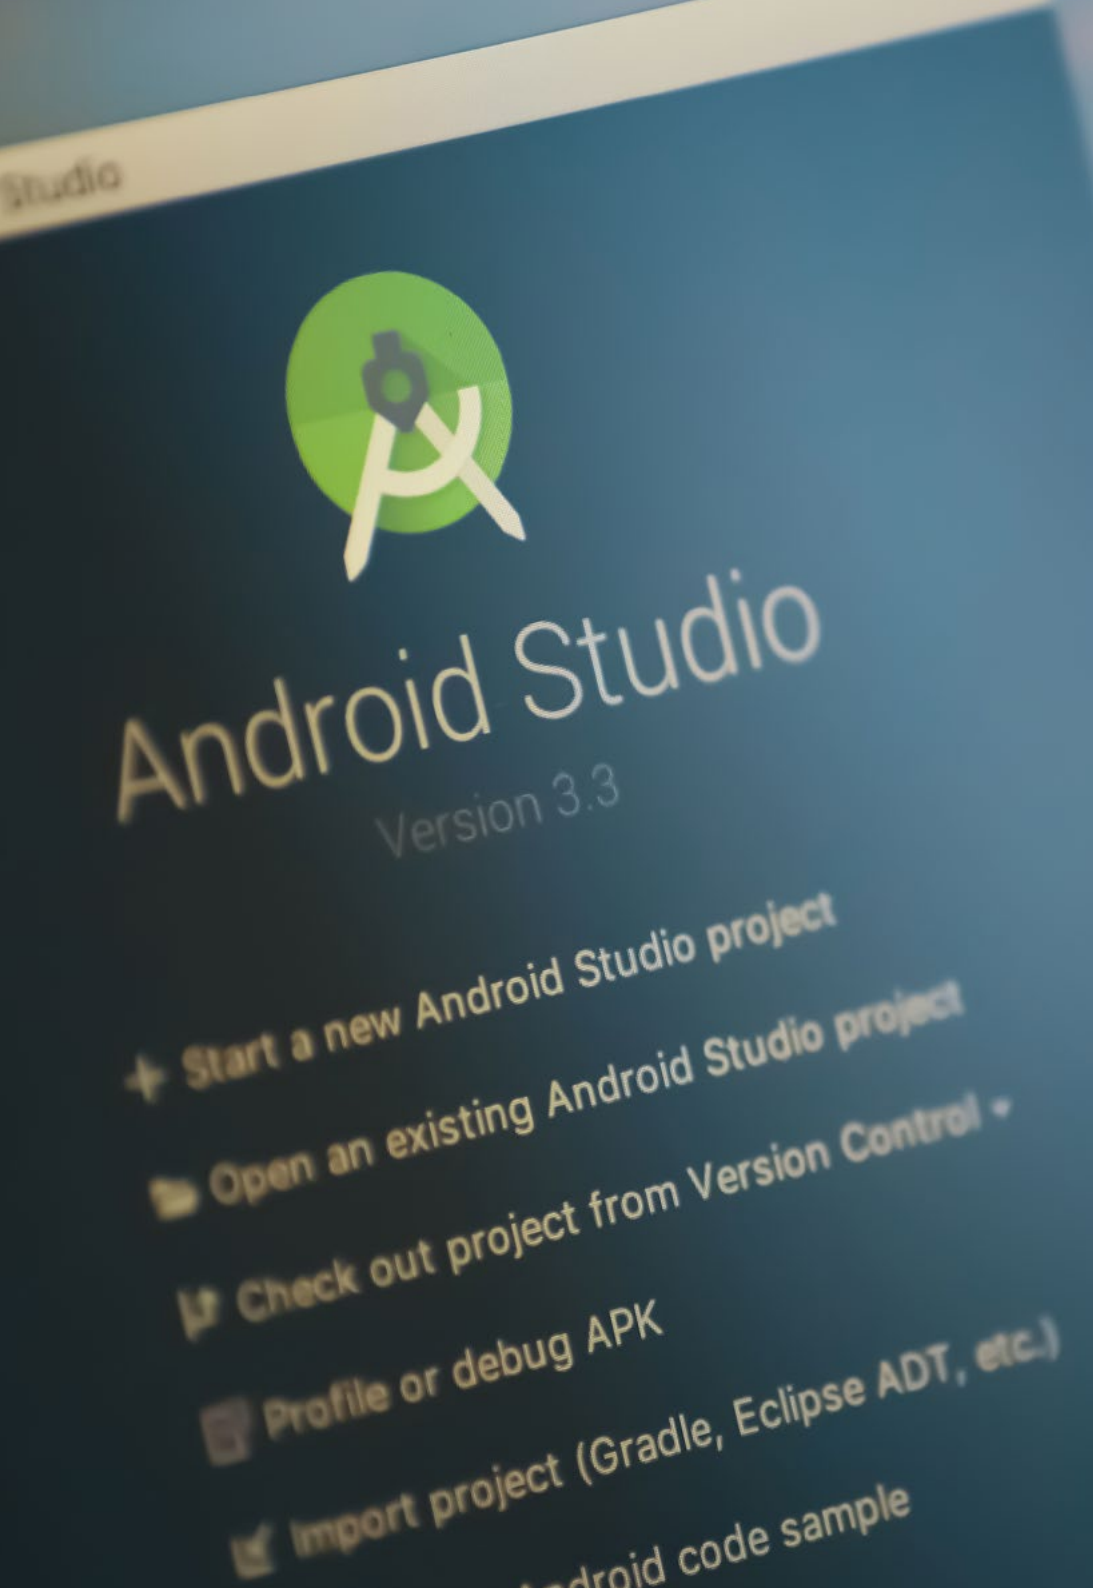 Studio
Android Studio
Version 3.3
Start a new Android Studio project
Open an existing Android Studio project
Check out project from Version Control
Profile or debug APK
Import project (Gradle, Eclipse ADT, etc.)
Android code sample